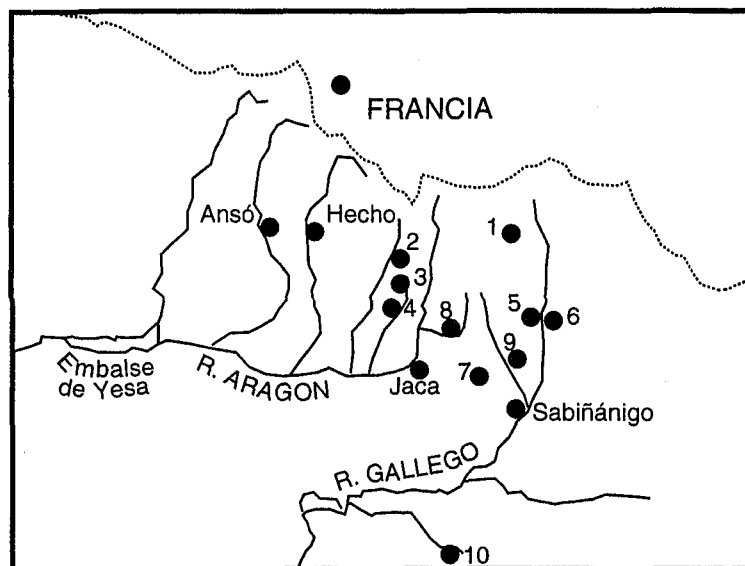 FRANCIA
Ansó
Hecho
1
2
3
4
5
6
8
9
7
Embalse
de Yesa
R. ARAGON
Jaca
Sabiñánigo
R. GALLEGO
10